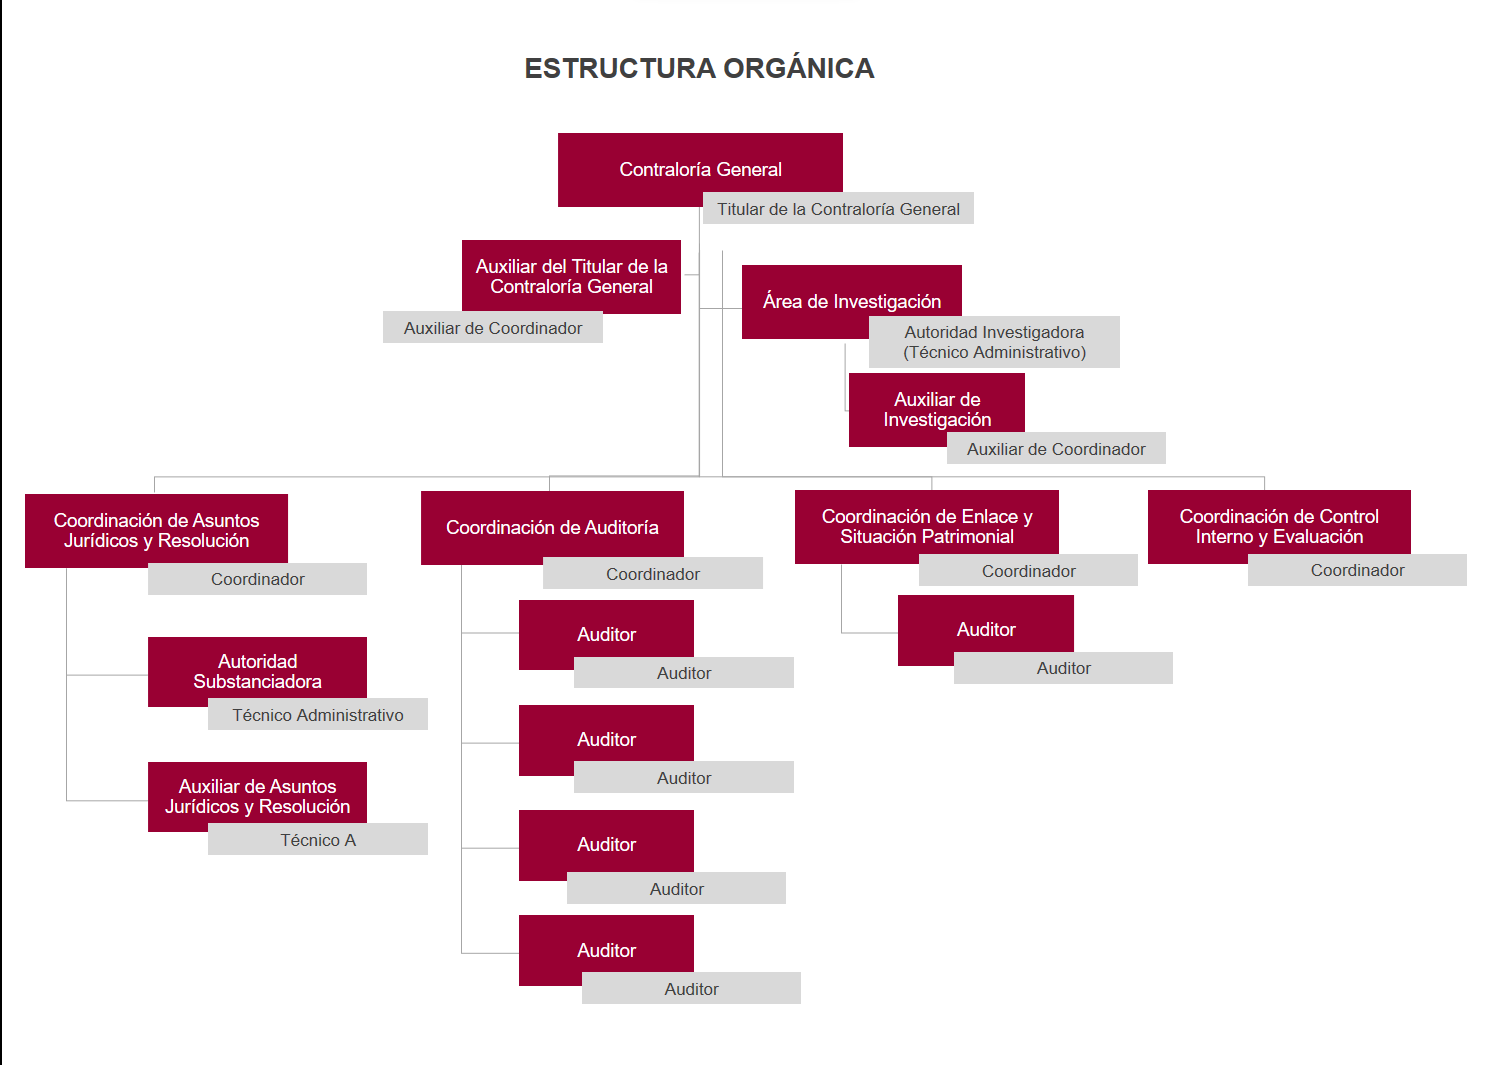 ESTRUCTURA ORGÁNICA
Contraloría General
Titular de la Contraloría General
Auxiliar del Titular de la
Contraloría General
Auxiliar de Coordinador
Área de Investigación
Autoridad Investigadora
(Técnico Administrativo)
Auxiliar de
Investigación
Auxiliar de Coordinador
Coordinación de Asuntos
Jurídicos y Resolución
Coordinador
Autoridad
Substanciadora
Técnico Administrativo
Auxiliar de Asuntos
Jurídicos y Resolución
Técnico A
Coordinación de Auditoría
Coordinador
Auditor
Auditor
Auditor
Auditor
Auditor
Auditor
Auditor
Auditor
Coordinación de Enlace y
Situación Patrimonial
Coordinador
Auditor
Auditor
Coordinación de Control
Interno y Evaluación
Coordinador